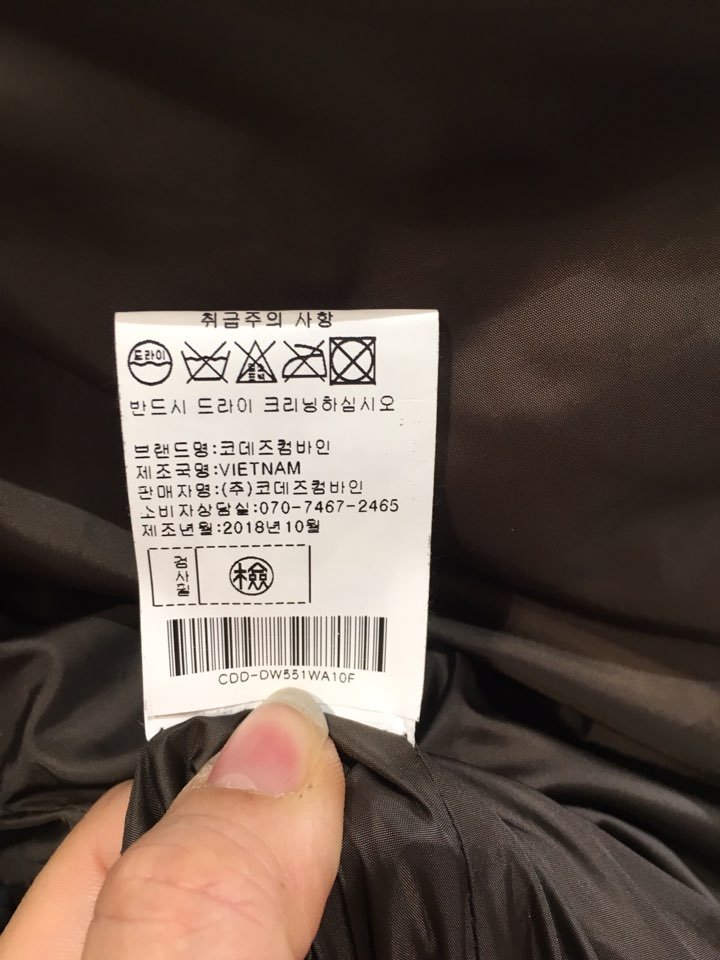 취급주의 사항
드라이
반드시 드라이 크리닝하십시오
브랜드명:코데즈컴바인
제조국명:VIETNAM
판매자명:(주)코데즈컴바인
소비자상담실:070-7467-2465
제조년월:2018년10월
검사필
檢
CDD-DW551WA10F